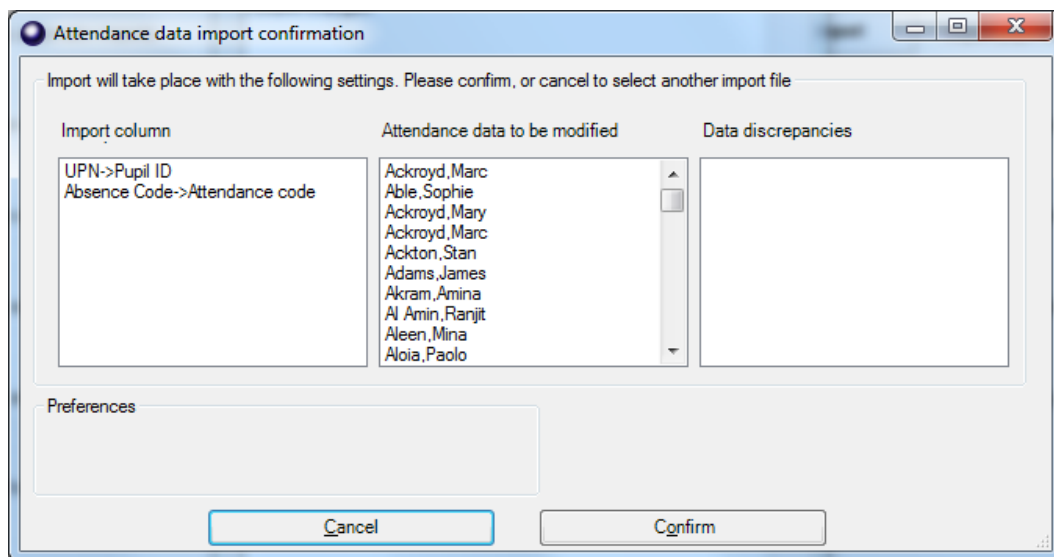 Attendance data import confirmation
Import will take place with the following settings. Please confirm, or cancel to select another import file
Import column
UPN->Pupil ID
Absence Code->Attendance code
Attendance data to be modified
Ackroyd,Marc
Able,Sophie
Ackroyd,Mary
Ackroyd,Marc
Ackton,Stan
Adams,James
Akram,Amina
Al Amin,Ranjit
Aleen,Mina
Aloia,Paolo
Data discrepancies
Preferences
Cancel
Confirm